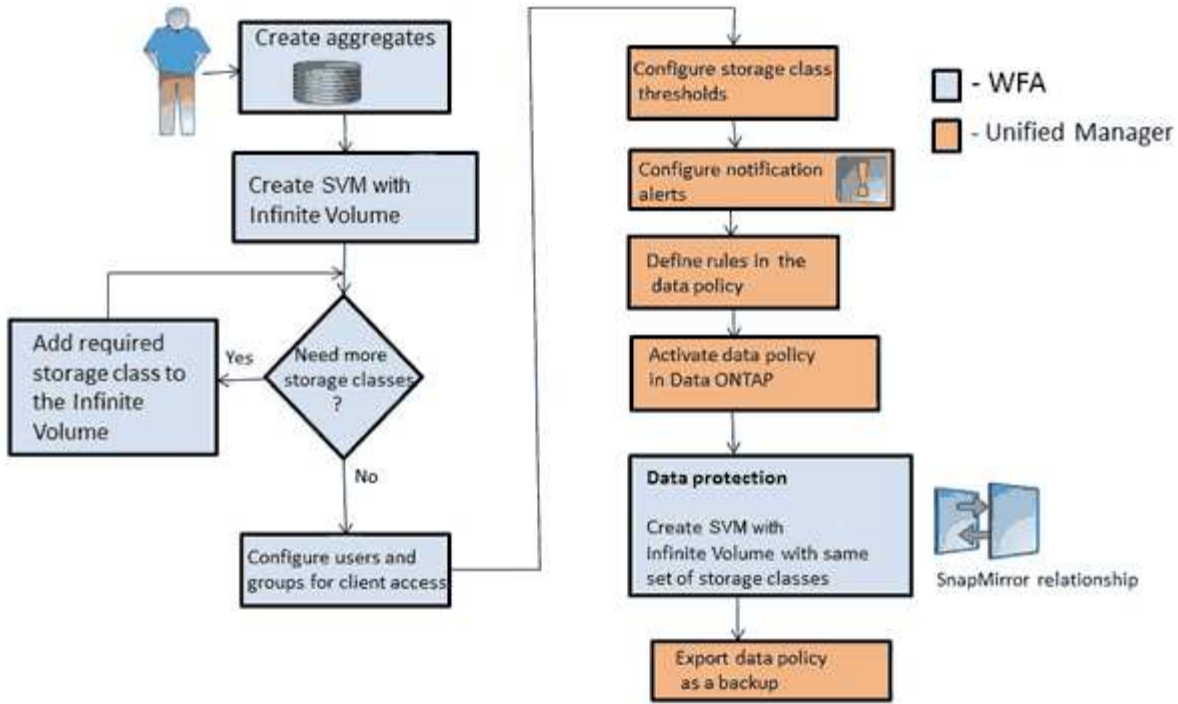 Create aggregates
Create SVM with
Infinite Volume
Need more
storage classes
?
Yes
Add required
storage class to
the Infinite
Volume
No
Configure users and
groups for client access
Configure storage class
thresholds
Configure notification
alerts
Define rules in the
data policy
Activate data policy
in Data ONTAP
Data protection
Create SVM with
Infinite Volume with same
set of storage classes
SnapMirror relationship
Export data policy
as a backup
- WFA
- Unified Manager